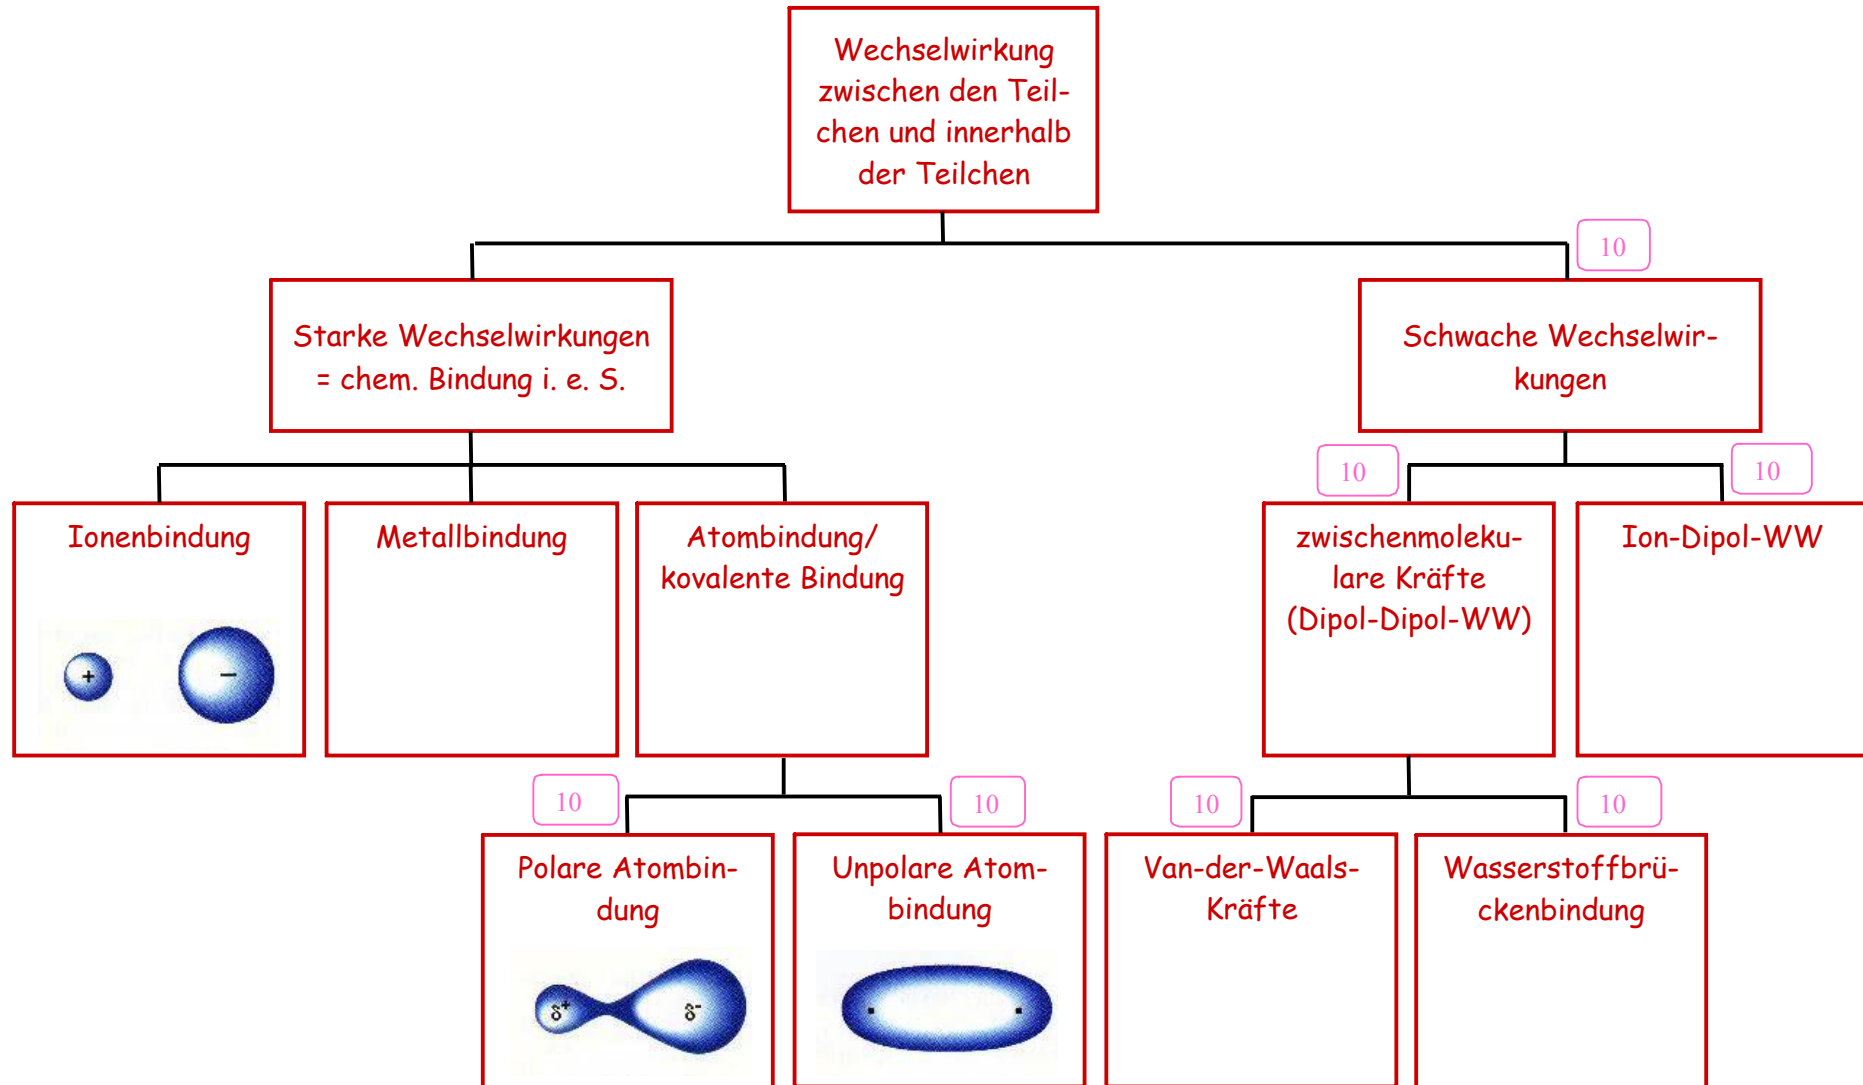 Wechselwirkung
zwischen den Teil-
chen und innerhalb
der Teilchen
10
Starke Wechselwirkungen
= chem. Bindung i. e. S.
Schwache Wechselwir-
kungen
10
10
Ionenbindung
+
−
Metallbindung
Atombindung/
kovalente Bindung
zwischenmoleku-
lare Kräfte
(Dipol-Dipol-WW)
Ion-Dipol-WW
10
10
10
10
Polare Atombin-
dung
δ+
δ-
Unpolare Atom-
bindung
Van-der-Waals-
Kräfte
Wasserstoffbrü-
ckenbindung